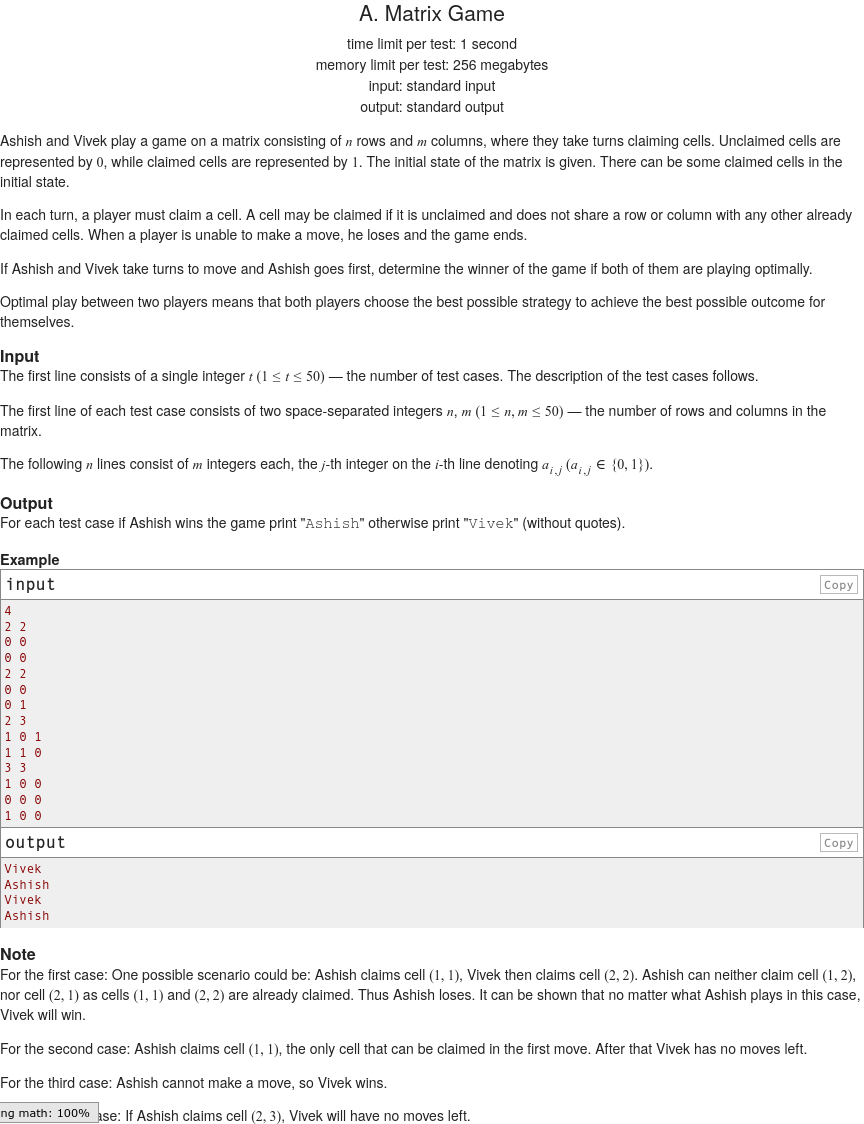 A. Matrix Game
time limit per test: 1 second
memory limit per test: 256 megabytes
input: standard input
output: standard output
Ashish and Vivek play a game on a matrix consisting of n rows and m columns, where they take turns claiming cells. Unclaimed cells are
represented by 0, while claimed cells are represented by 1. The initial state of the matrix is given. There can be some claimed cells in the
initial state.
In each turn, a player must claim a cell. A cell may be claimed if it is unclaimed and does not share a row or column with any other already
claimed cells. When a player is unable to make a move, he loses and the game ends.
If Ashish and Vivek take turns to move and Ashish goes first, determine the winner of the game if both of them are playing optimally.
Optimal play between two players means that both players choose the best possible strategy to achieve the best possible outcome for
themselves.
Input
The first line consists of a single integer t (1 ≤ t ≤ 50) — the number of test cases. The description of the test cases follows.
The first line of each test case consists of two space-separated integers n, m (1 ≤ n, m ≤ 50) — the number of rows and columns in the
matrix.
The following n lines consist of m integers each, the j-th integer on the i-th line denoting a_{i,j} (a_{i,j} ∈ {0, 1}).
Output
For each test case if Ashish wins the game print "Ashish" otherwise print "Vivek" (without quotes).
Example
input Copy
4
2 2
0 0
0 0
2 2
0 0
0 1
2 3
1 0 1
1 1 0
3 3
1 0 0
0 0 0
1 0 0
output Copy
Vivek
Ashish
Vivek
Ashish
Note
For the first case: One possible scenario could be: Ashish claims cell (1, 1), Vivek then claims cell (2, 2). Ashish can neither claim cell (1, 2),
nor cell (2, 1) as cells (1, 1) and (2, 2) are already claimed. Thus Ashish loses. It can be shown that no matter what Ashish plays in this case,
Vivek will win.
For the second case: Ashish claims cell (1, 1), the only cell that can be claimed in the first move. After that Vivek has no moves left.
For the third case: Ashish cannot make a move, so Vivek wins.
ng math: 100% ase: If Ashish claims cell (2, 3), Vivek will have no moves left.